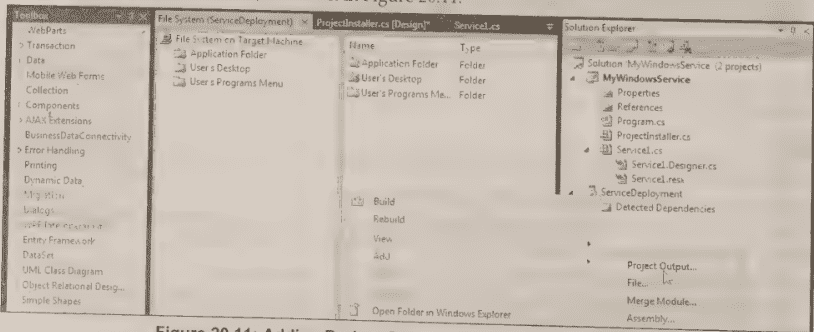 Figure 20.11.
Toolbox
WebParts
Transaction
Data
Mobile Web Forms
Collection
Components
AJAX Extensions
BusinessDataConnectivity
Error Handling
Printing
Dynamic Data
Migration
Dialogs
Entity Framework
DataSet
UML Class Diagram
Object Relational Desig...
Simple Shapes
File System (ServiceDeployment)
ProjectInstaller.cs [Design]*
Service1.cs
File System on Target Machine
Application Folder
User's Desktop
User's Programs Menu
Name Type
Application Folder Folder
User's Desktop Folder
User's Programs Me... Folder
Build
Rebuild
View
Add
Open Folder in Windows Explorer
Solution Explorer
Solution 'MyWindowsService' (2 projects)
MyWindowsService
Properties
References
Program.cs
ProjectInstaller.cs
Service1.cs
Service1.Designer.cs
Service1.resx
ServiceDeployment
Detected Dependencies
Project Output...
File...
Merge Module...
Assembly...